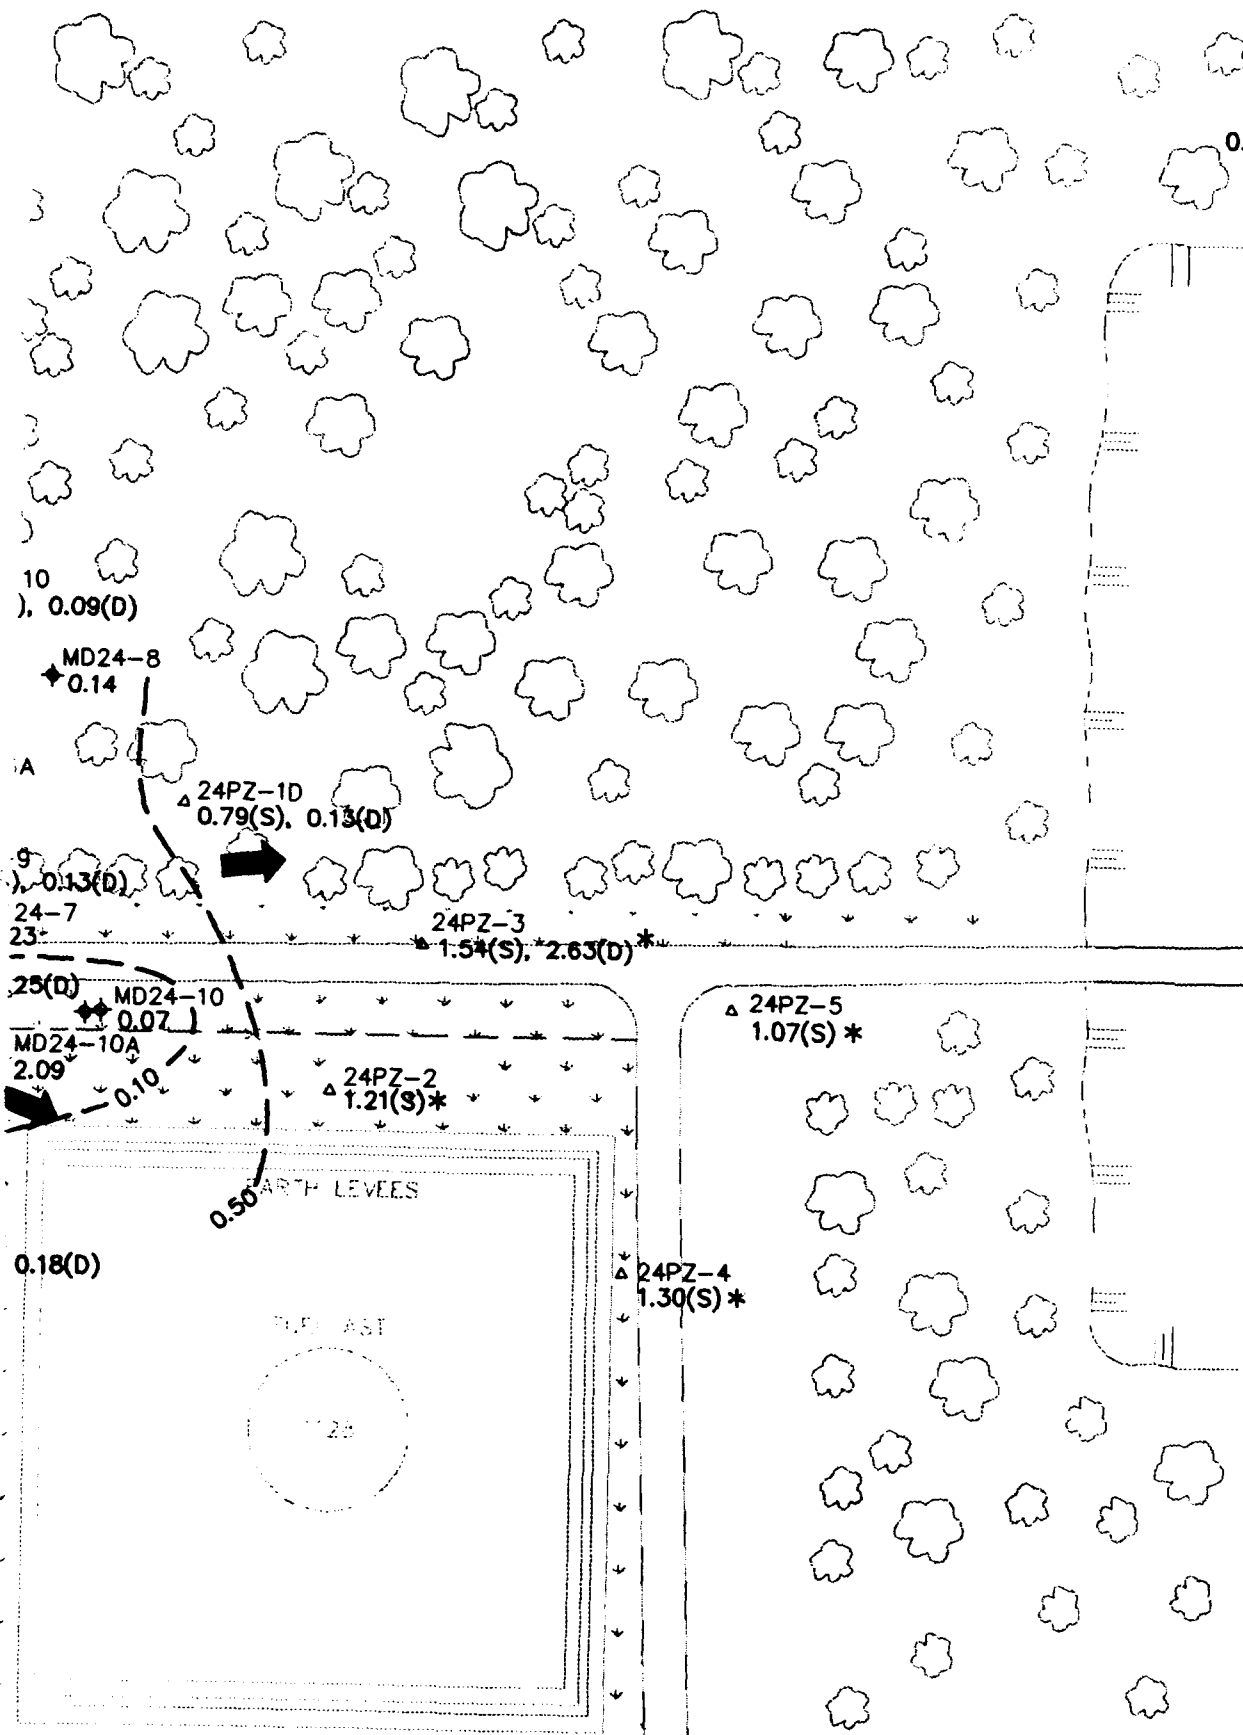 0.
10
), 0.09(D)
MD24-8
0.14
A
24PZ-1D
0.79(S), 0.13(D)
9
), 0.13(D)
24-7
23
24PZ-3
1.54(S), 2.63(D)*
25(D)
MD24-10
0.07
24PZ-5
1.07(S)*
MD24-10A
2.09
0.10
24PZ-2
1.21(S)*
EARTH LEVEES
0.50
0.18(D)
24PZ-4
1.30(S)*
AST